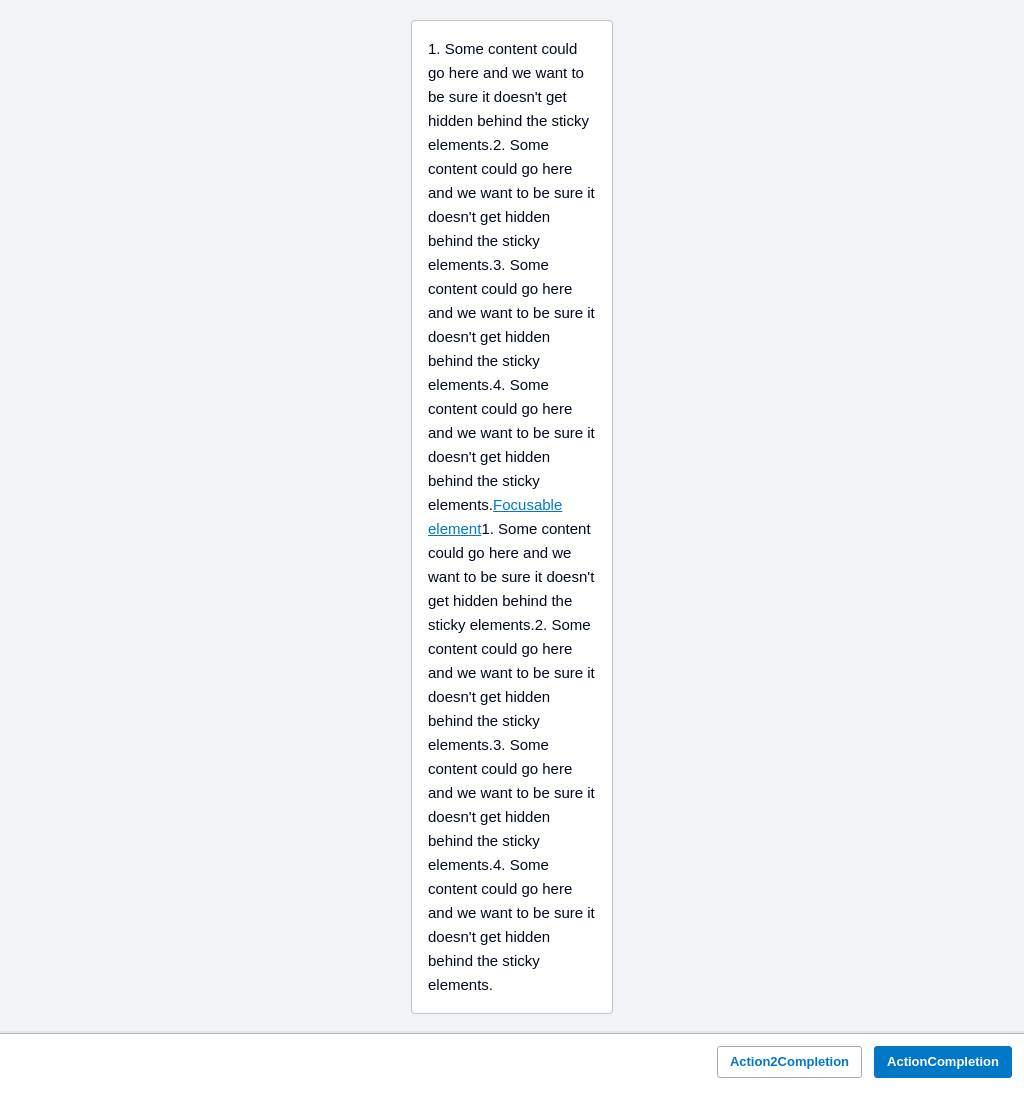 1. Some content could
go here and we want to
be sure it doesn't get
hidden behind the sticky
elements.2. Some
content could go here
and we want to be sure it
doesn't get hidden
behind the sticky
elements.3. Some
content could go here
and we want to be sure it
doesn't get hidden
behind the sticky
elements.4. Some
content could go here
and we want to be sure it
doesn't get hidden
behind the sticky
elements.Focusable
element1. Some content
could go here and we
want to be sure it doesn't
get hidden behind the
sticky elements.2. Some
content could go here
and we want to be sure it
doesn't get hidden
behind the sticky
elements.3. Some
content could go here
and we want to be sure it
doesn't get hidden
behind the sticky
elements.4. Some
content could go here
and we want to be sure it
doesn't get hidden
behind the sticky
elements.
Action2Completion ActionCompletion